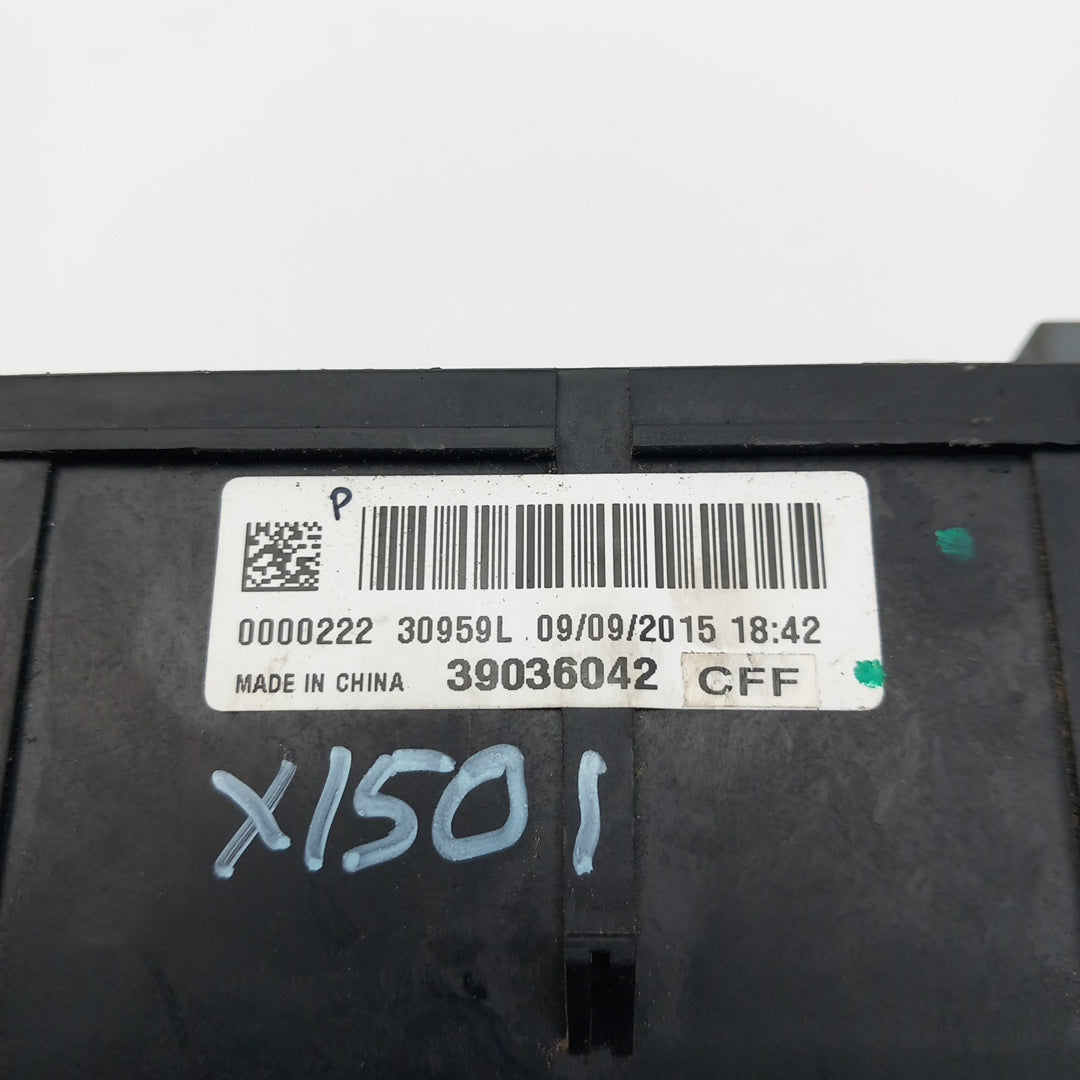 P
0000222 30959L 09/09/2015 18:42
MADE IN CHINA 39036042 CFF
X1501